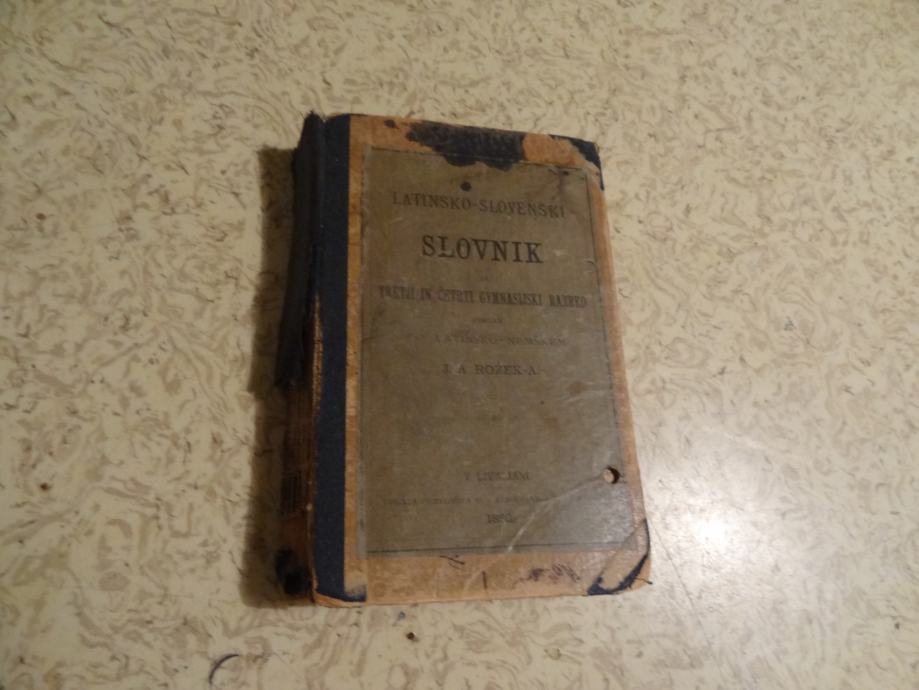 LATINSKO-SLOVENSKI
SLOVNIK
TRETJI IN ČETRTI GYMNASIJSKI RAZRED
LATINSKO-NEMŠKEM
J. A. ROŽEK-A.
V LJUBLJANI